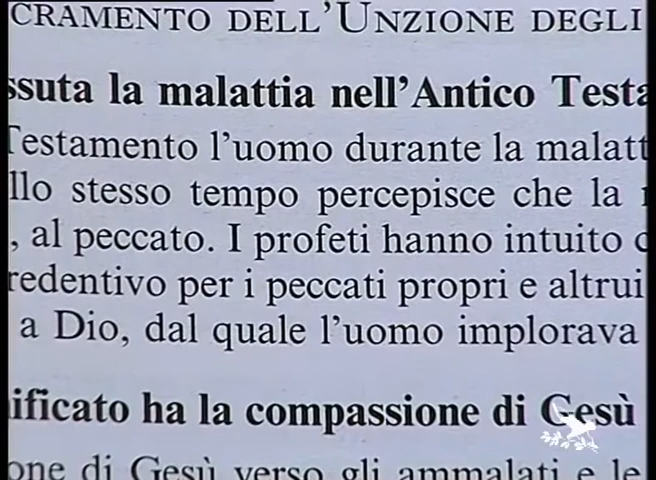 CRAMENTO DELL'UNZIONE DEGLI
ssuta la malattia nell'Antico Testa
Testamento l'uomo durante la malatt
llo stesso tempo percepisce che la
, al peccato. I profeti hanno intuito c
redentivo per i peccati propri e altrui
a Dio, dal quale l'uomo implorava
ificato ha la compassione di Gesù
one di Gesù verso gli ammalati e le